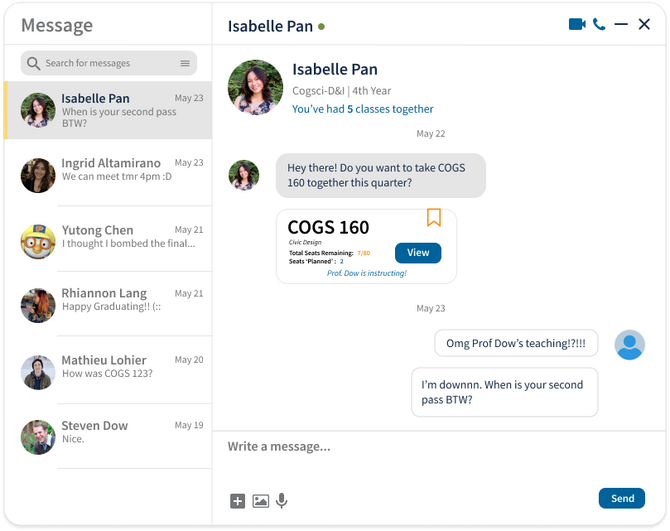 Message
Search for messages
Isabelle Pan May 23
When is your second pass
BTW?
Ingrid Altamirano May 23
We can meet tmr 4pm :D
Yutong Chen May 21
I thought I bombed the final...
Rhiannon Lang May 21
Happy Graduating!! (::
Mathieu Lohier May 20
How was COGS 123?
Steven Dow May 19
Nice.
Isabelle Pan
Isabelle Pan
Cogsci-D&I | 4th Year
You've had 5 classes together
May 22
Hey there! Do you want to take COGS
160 together this quarter?
COGS 160
Civic Design
Total Seats Remaining: 7/80
Seats 'Planned': 2
View
Prof. Dow is instructing!
May 23
Omg Prof Dow's teaching!?!!!
I'm downnn. When is your second
pass BTW?
Write a message...
Send